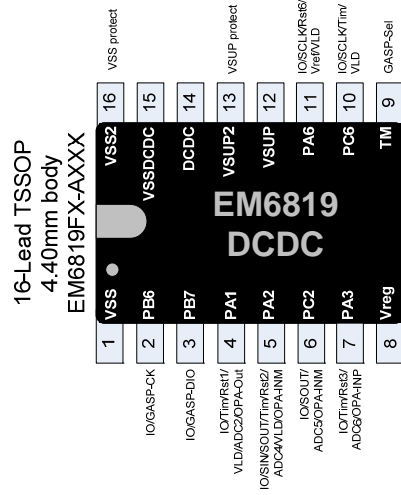 16-Lead TSSOP
4.40mm body
EM6819FX-AXXX
VSS protect
VSUP protect
IO/SCLK/Rst6/
Vref/VLD
IO/SCLK/Tim/
VLD
GASP-Sel
16
15
14
13
12
11
10
9
VSS2
VSSDCDC
DCDC
VSUP2
VSUP
PA6
PC6
TM
EM6819
DCDC
VSS
PB6
PB7
PA1
PA2
PC2
PA3
Vreg
1
2
3
4
5
6
7
8
IO/GASP-CK
IO/GASP-DIO
IO/Tim/Rst1/
VLD/ADC2/OPA-Out
IO/SIN/SOUT/Tim/Rst2/
ADC4/VLD/OPA-INM
IO/SOUT/
ADC5/OPA-INM
IO/Tim/Rst3/
ADC6/OPA-INP